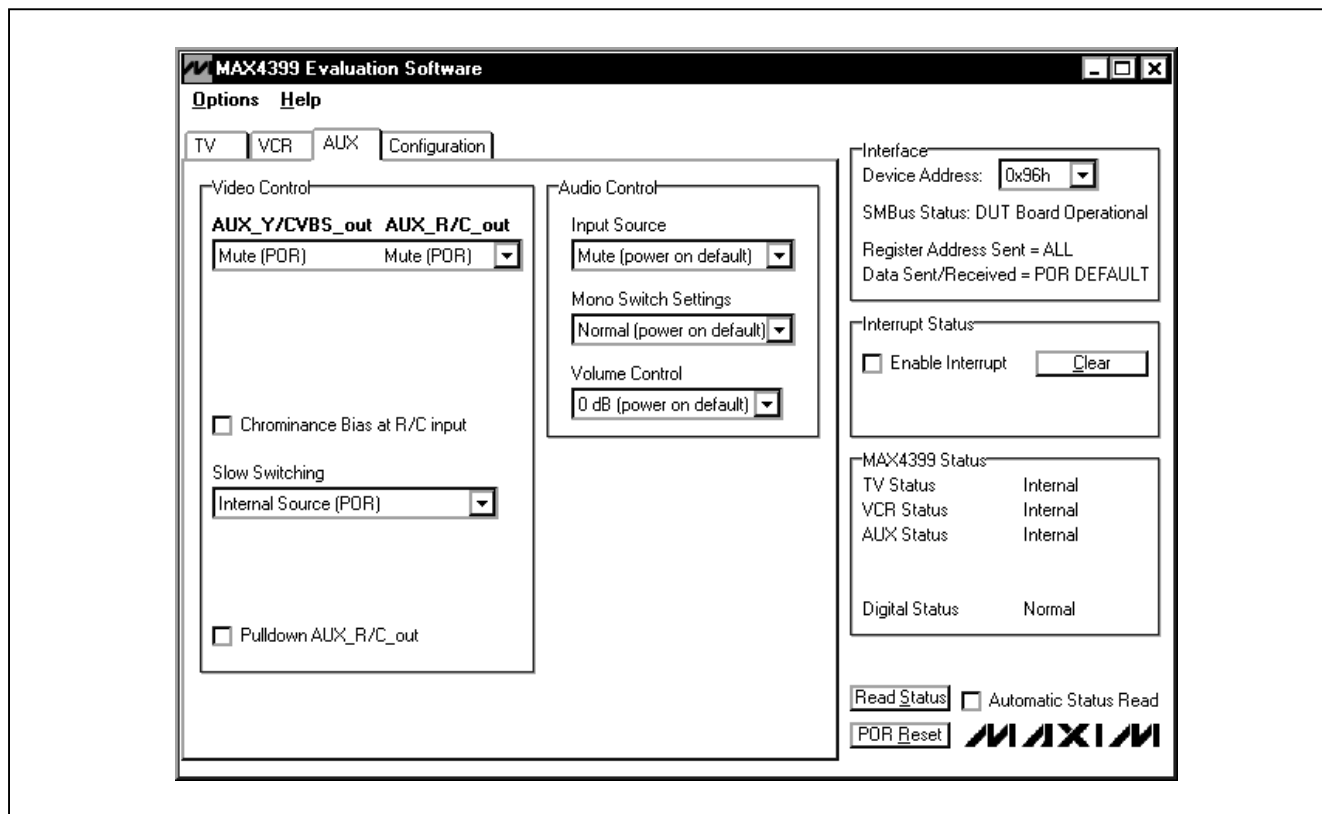 MAX4399 Evaluation Software
Options Help
TV VCR AUX Configuration
Video Control
AUX_Y/CVBS_out AUX_R/C_out
Mute (POR) Mute (POR)
Chrominance Bias at R/C input
Slow Switching
Internal Source (POR)
Pulldown AUX_R/C_out
Audio Control
Input Source
Mute (power on default)
Mono Switch Settings
Normal (power on default)
Volume Control
0 dB (power on default)
Interface
Device Address: 0x96h
SMBus Status: DUT Board Operational
Register Address Sent = ALL
Data Sent/Received = POR DEFAULT
Interrupt Status
Enable Interrupt Clear
MAX4399 Status
TV Status Internal
VCR Status Internal
AUX Status Internal
Digital Status Normal
Read Status Automatic Status Read
POR Reset MAXIM